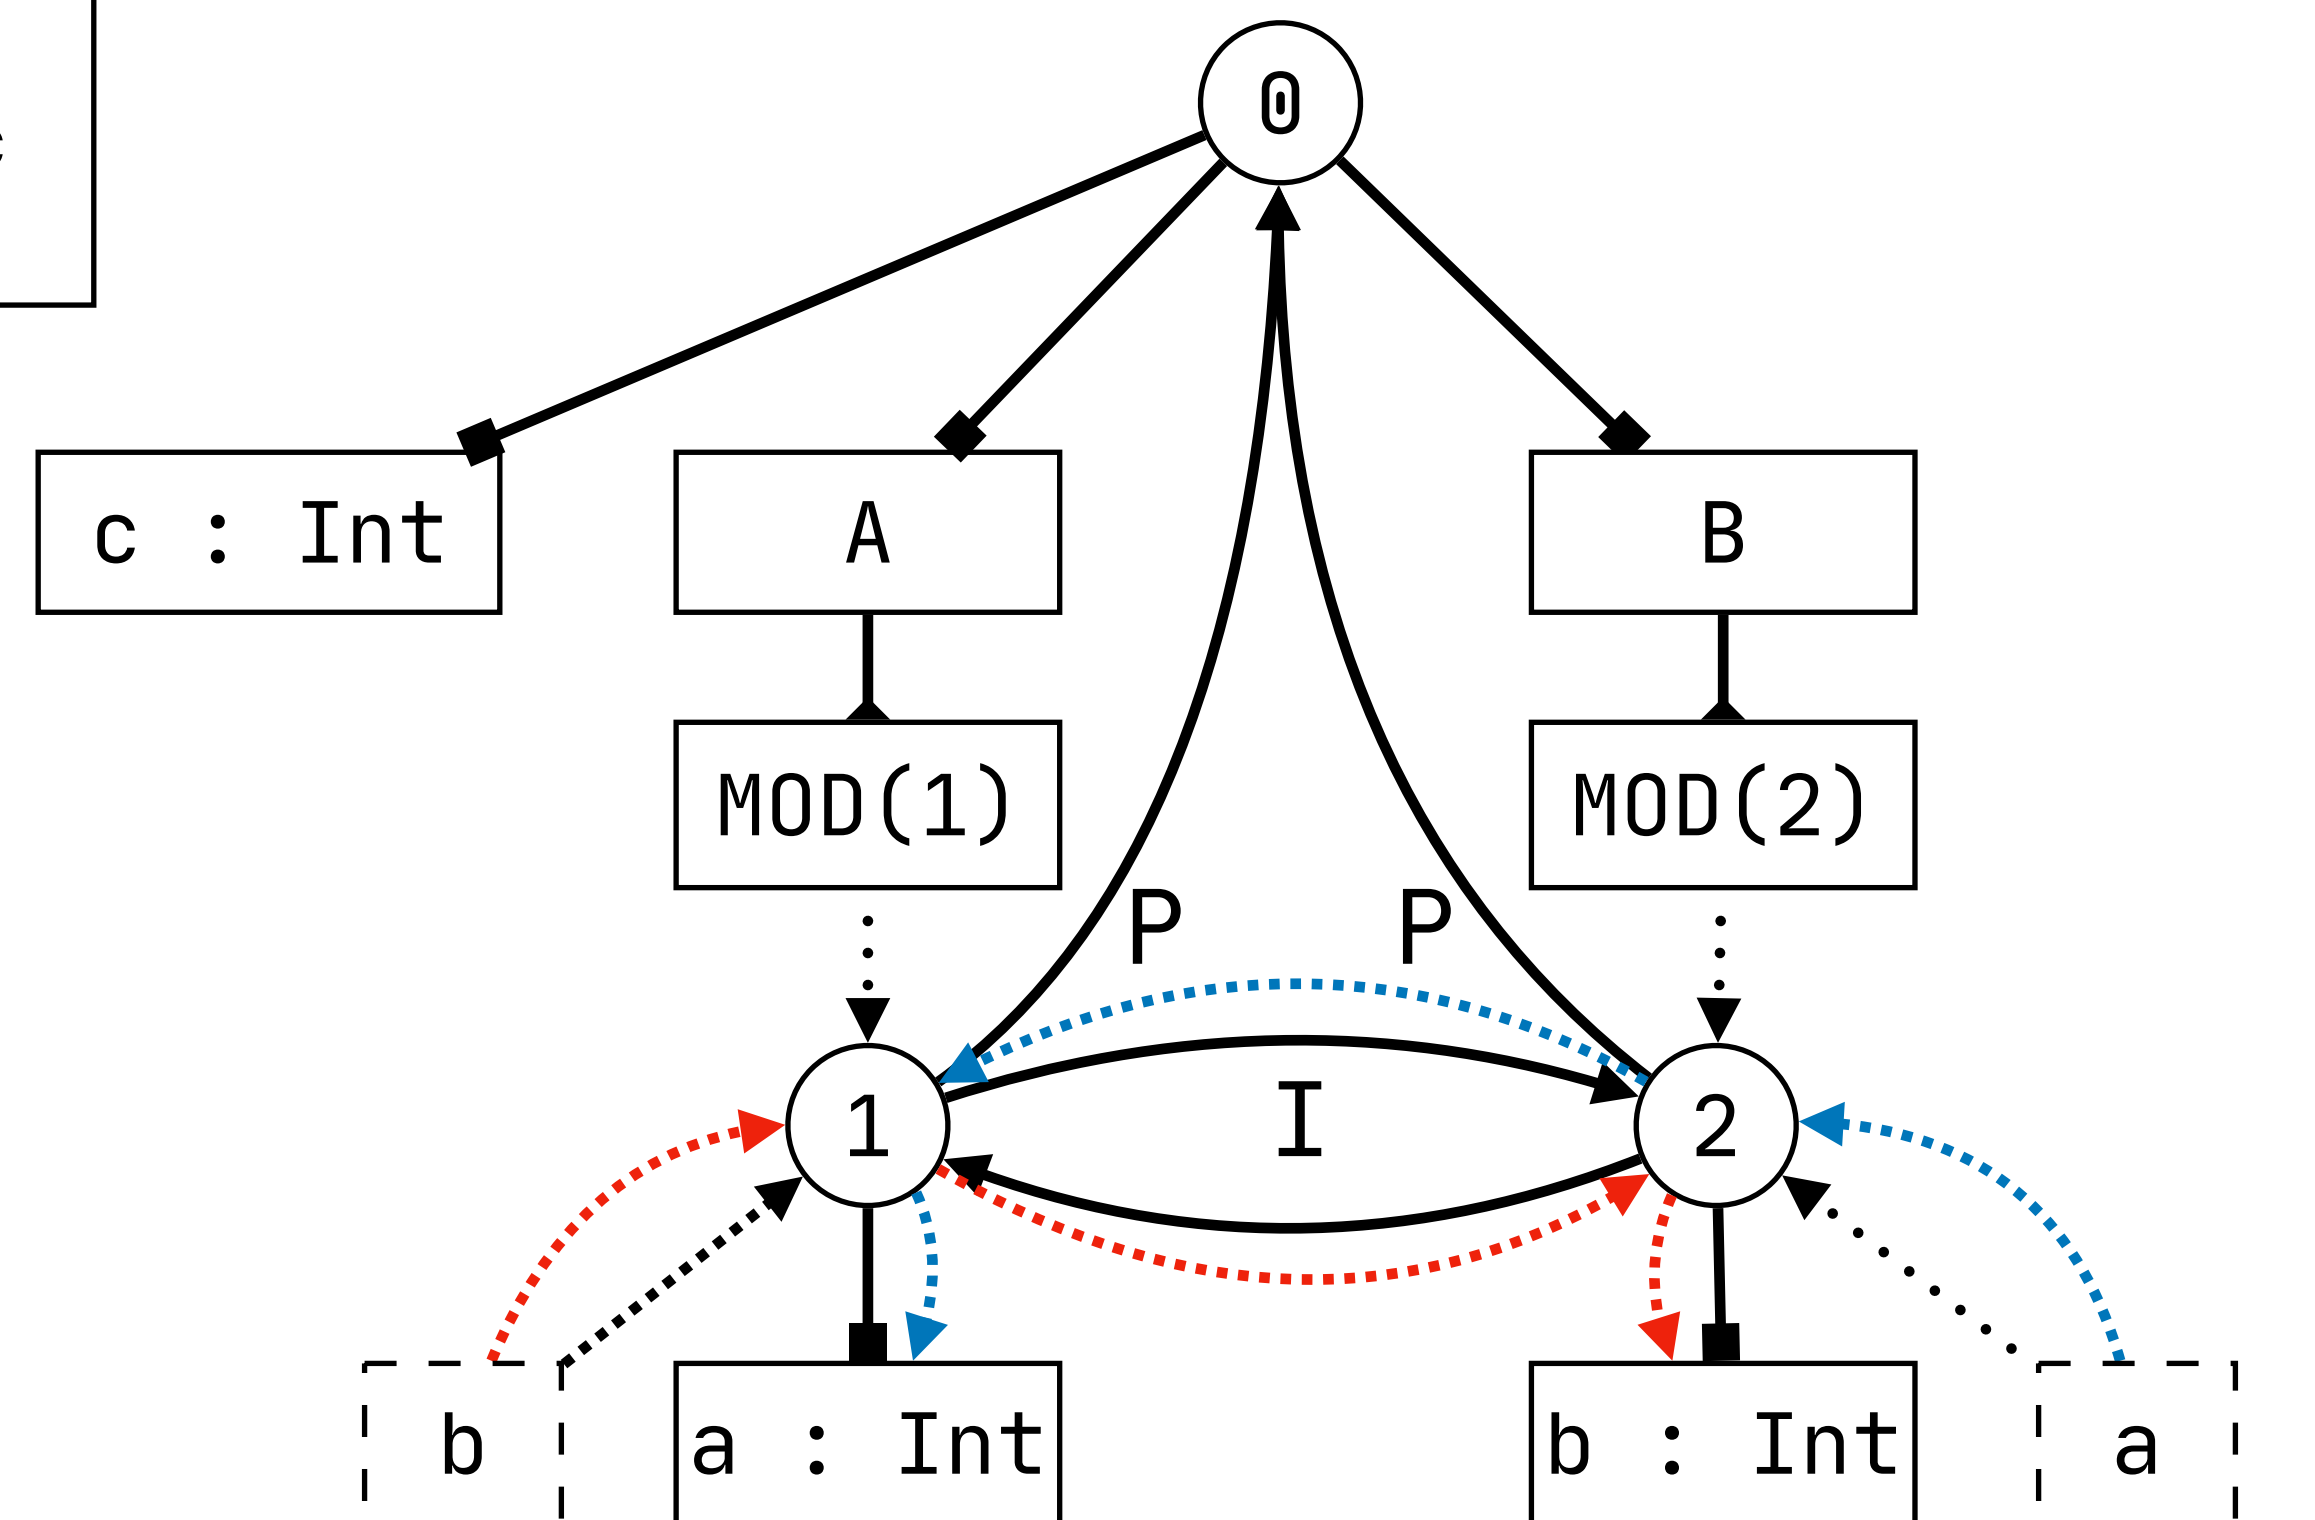 0
c : Int
A
B
MOD(1)
MOD(2)
P
P
I
1
2
b
a : Int
b : Int
a